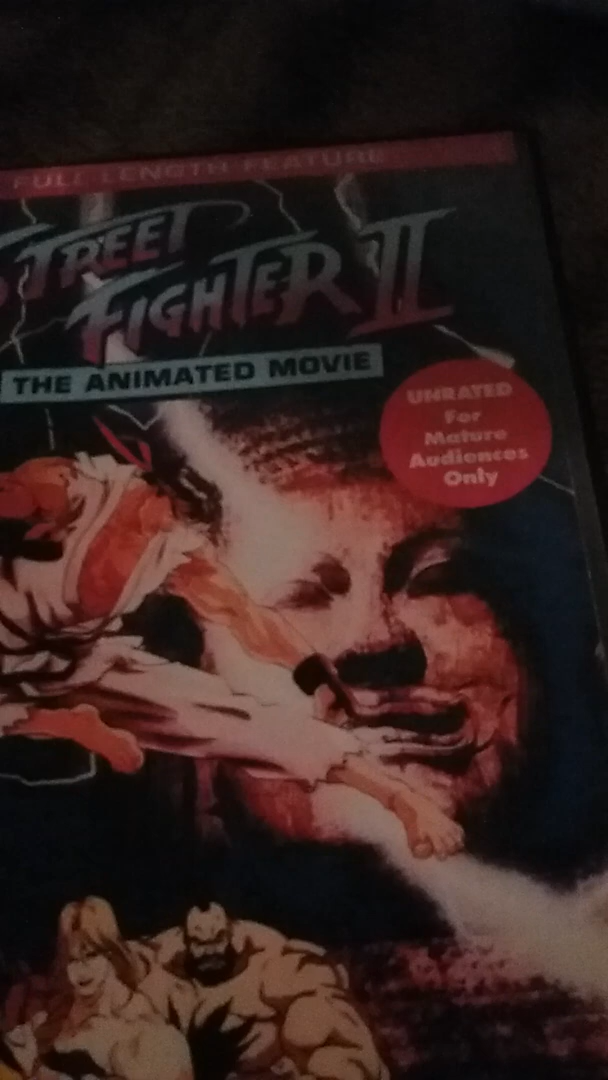 FULL LENGTH FEATURE
STREET
FIGHTER II
THE ANIMATED MOVIE
UNRATED
For
Mature
Audiences
Only